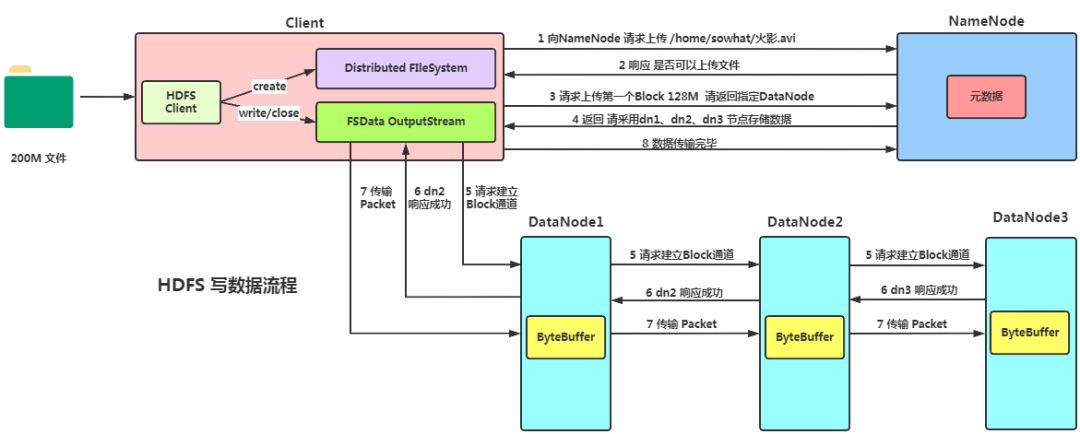 Client
NameNode
1 向NameNode 请求上传 /home/sowhat/火影.avi
Distributed FIleSystem
2 响应 是否可以上传文件
HDFS
Client
create
write/close
3 请求上传第一个Block 128M 请返回指定DataNode
元数据
FSData OutputStream
4 返回 请采用dn1、dn2、dn3 节点存储数据
8 数据传输完毕
200M 文件
7 传输
Packet
6 dn2
响应成功
5 请求建立
Block通道
DataNode1
DataNode2
DataNode3
5 请求建立Block通道
5 请求建立Block通道
HDFS 写数据流程
6 dn2 响应成功
6 dn3 响应成功
ByteBuffer
7 传输 Packet
ByteBuffer
7 传输 Packet
ByteBuffer